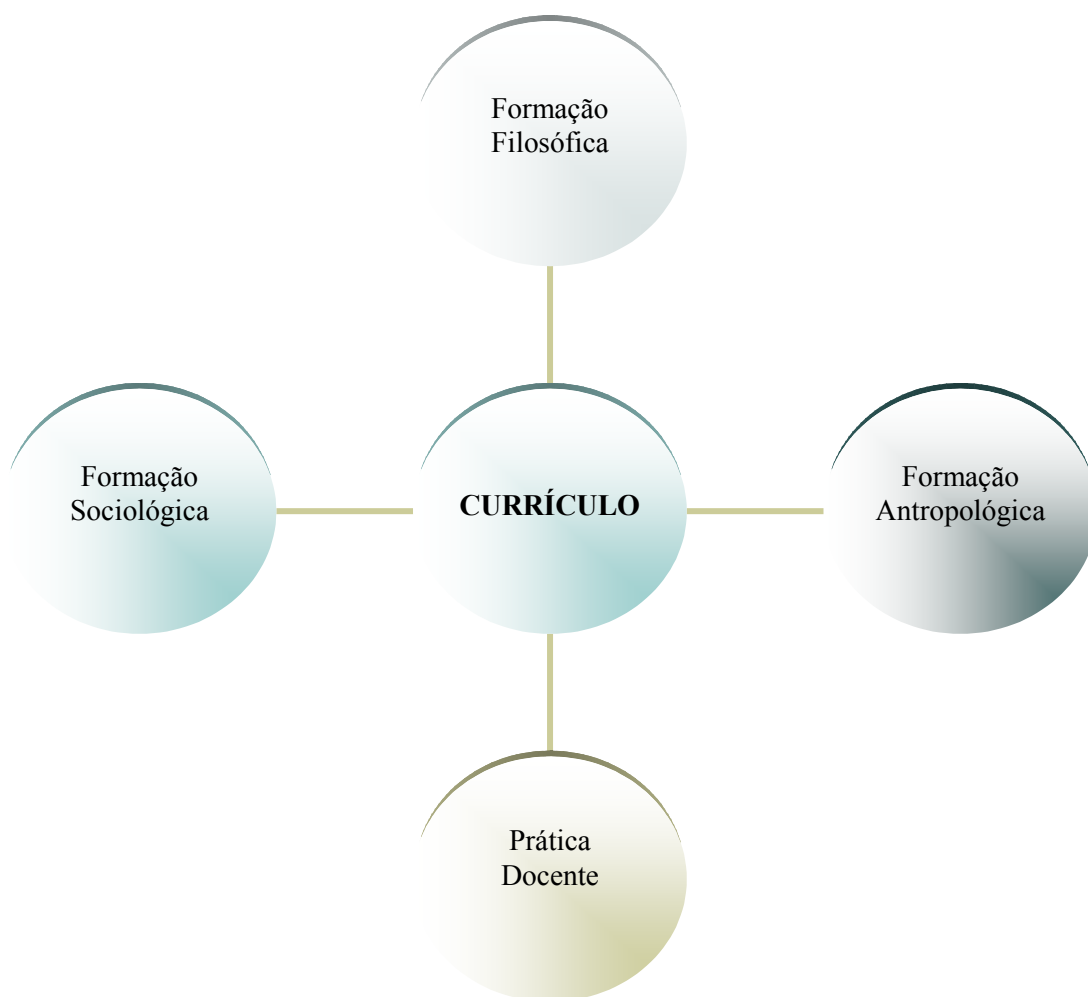 Formação
Filosófica
Formação
Sociológica
CURRÍCULO
Formação
Antropológica
Prática
Docente